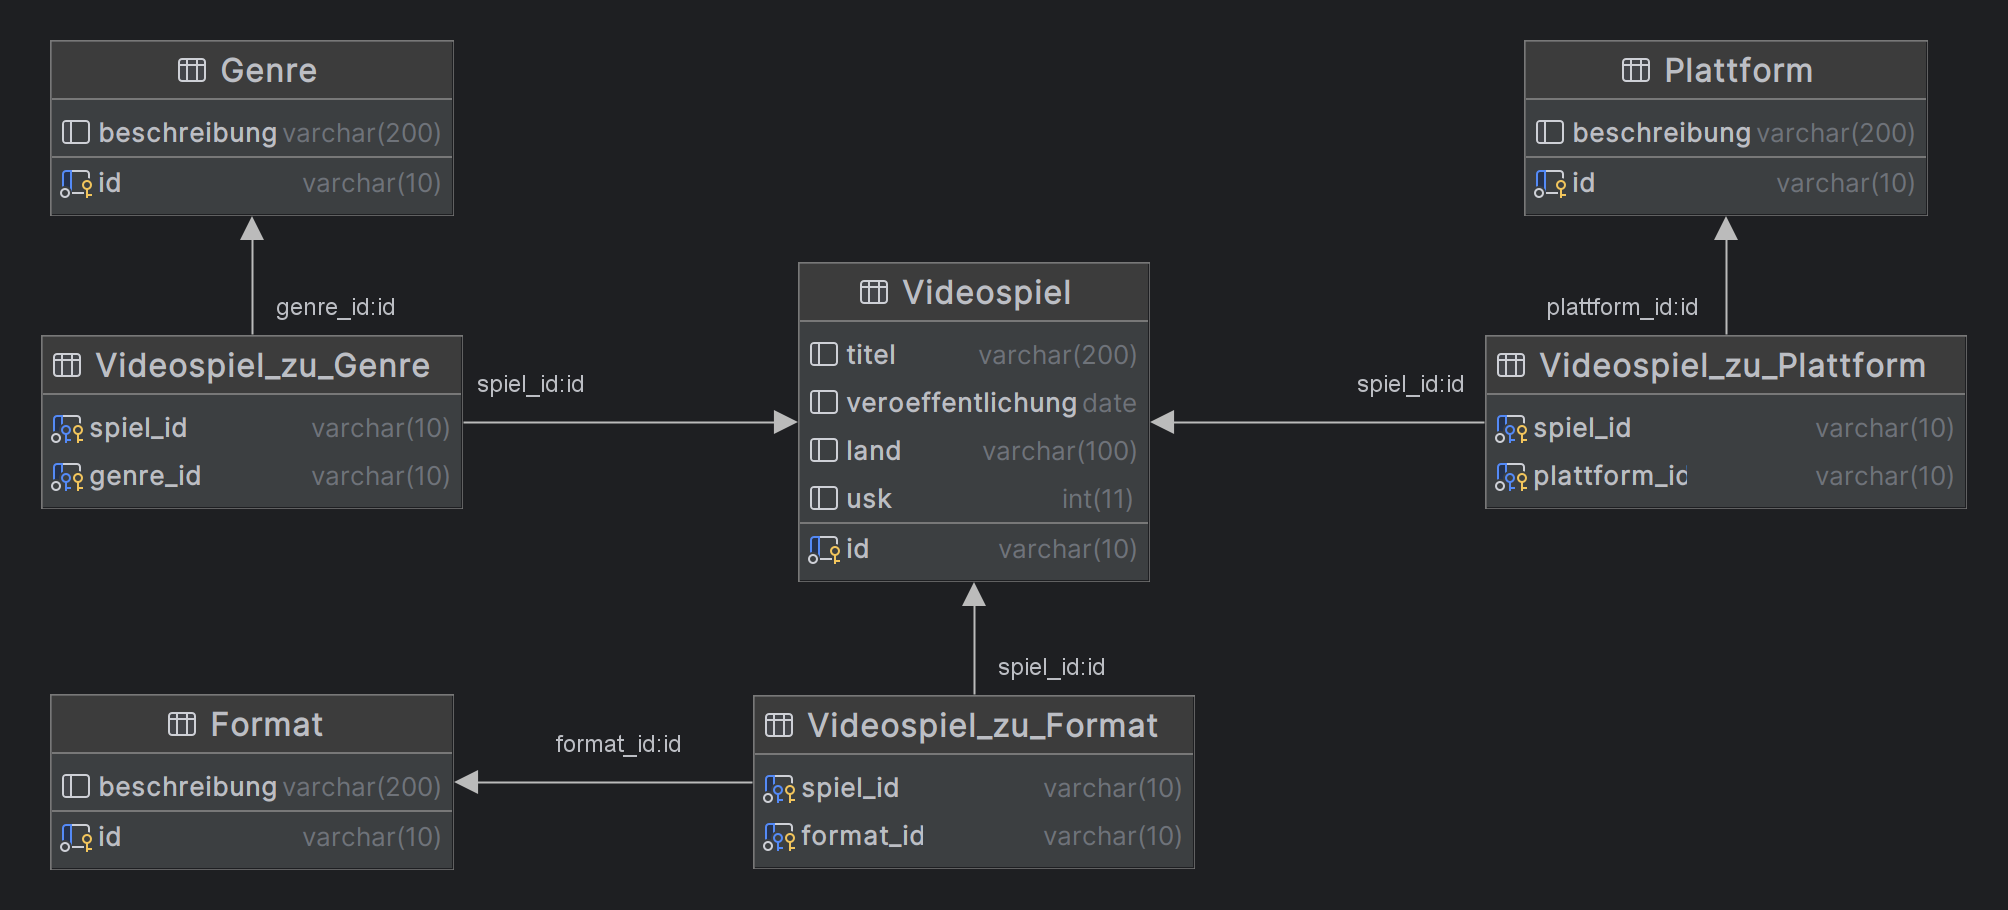 Genre
beschreibung varchar(200)
id varchar(10)
genre_id:id
Videospiel_zu_Genre
spiel_id varchar(10)
genre_id varchar(10)
spiel_id:id
Videospiel
titel varchar(200)
veroeffentlichung date
land varchar(100)
usk int(11)
id varchar(10)
Plattform
beschreibung varchar(200)
id varchar(10)
plattform_id:id
spiel_id:id
Videospiel_zu_Plattform
spiel_id varchar(10)
plattform_id varchar(10)
spiel_id:id
Format
beschreibung varchar(200)
id varchar(10)
format_id:id
Videospiel_zu_Format
spiel_id varchar(10)
format_id varchar(10)